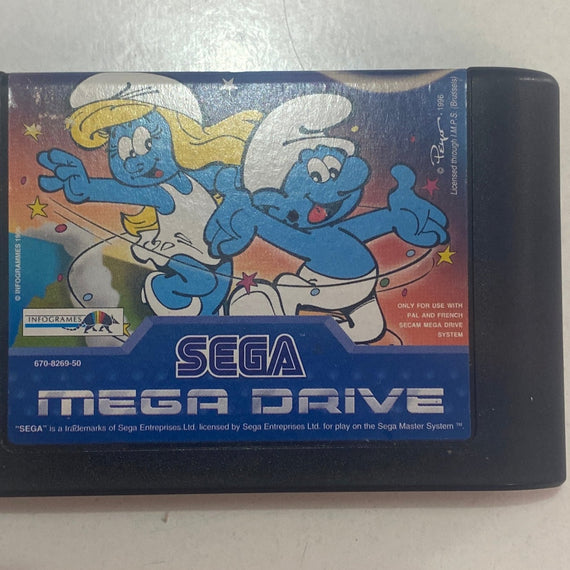 © Peyo 1996
Licensed through I.M.P.S. (Brussels)
© INFOGRAMMES 1996
INFOGRAMES
ONLY FOR USE WITH
PAL AND FRENCH
SECAM MEGA DRIVE
SYSTEM
670-8269-50
SEGA
MEGA DRIVE
"SEGA" is a trademarks of Sega Entreprises Ltd. licensed by Sega Entreprises Ltd. for play on the Sega Master System ™